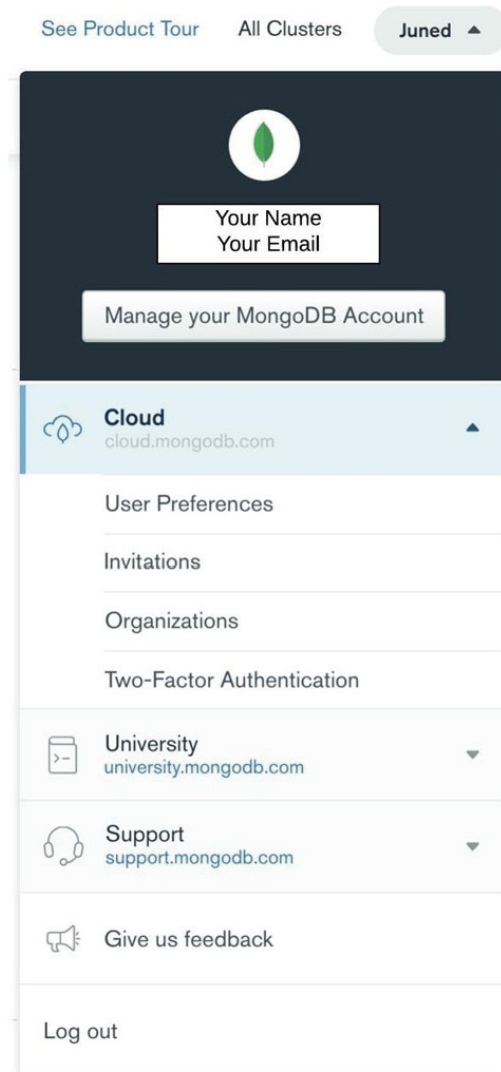 See Product Tour All Clusters Juned
Your Name
Your Email
Manage your MongoDB Account
Cloud
cloud.mongodb.com
User Preferences
Invitations
Organizations
Two-Factor Authentication
University
university.mongodb.com
Support
support.mongodb.com
Give us feedback
Log out